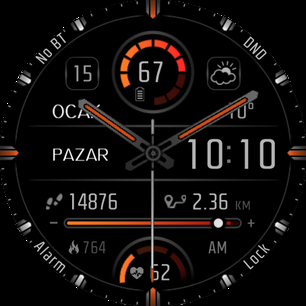 No BT
DND
15
67
OCAK
10°
PAZAR
10:10
14876
2.36 KM
- +
764
AM
62
Alarm
Lock